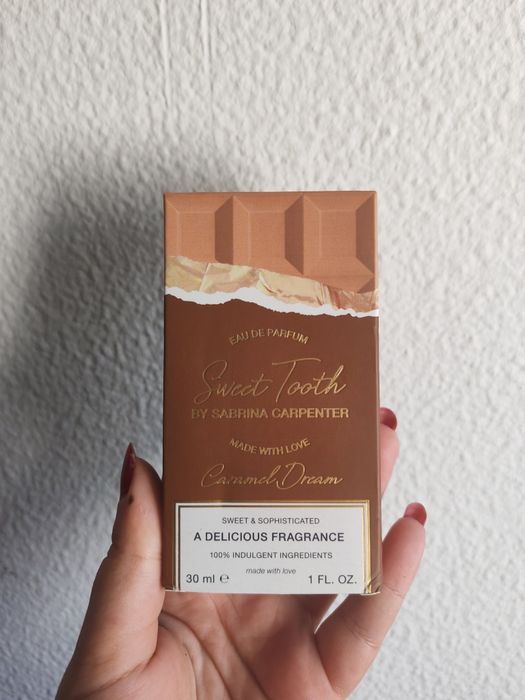 EAU DE PARFUM
Sweet Tooth
BY SABRINA CARPENTER
MADE WITH LOVE
Caramel Dream
SWEET & SOPHISTICATED
A DELICIOUS FRAGRANCE
100% INDULGENT INGREDIENTS
made with love
30 ml ℮ 1 FL. OZ.